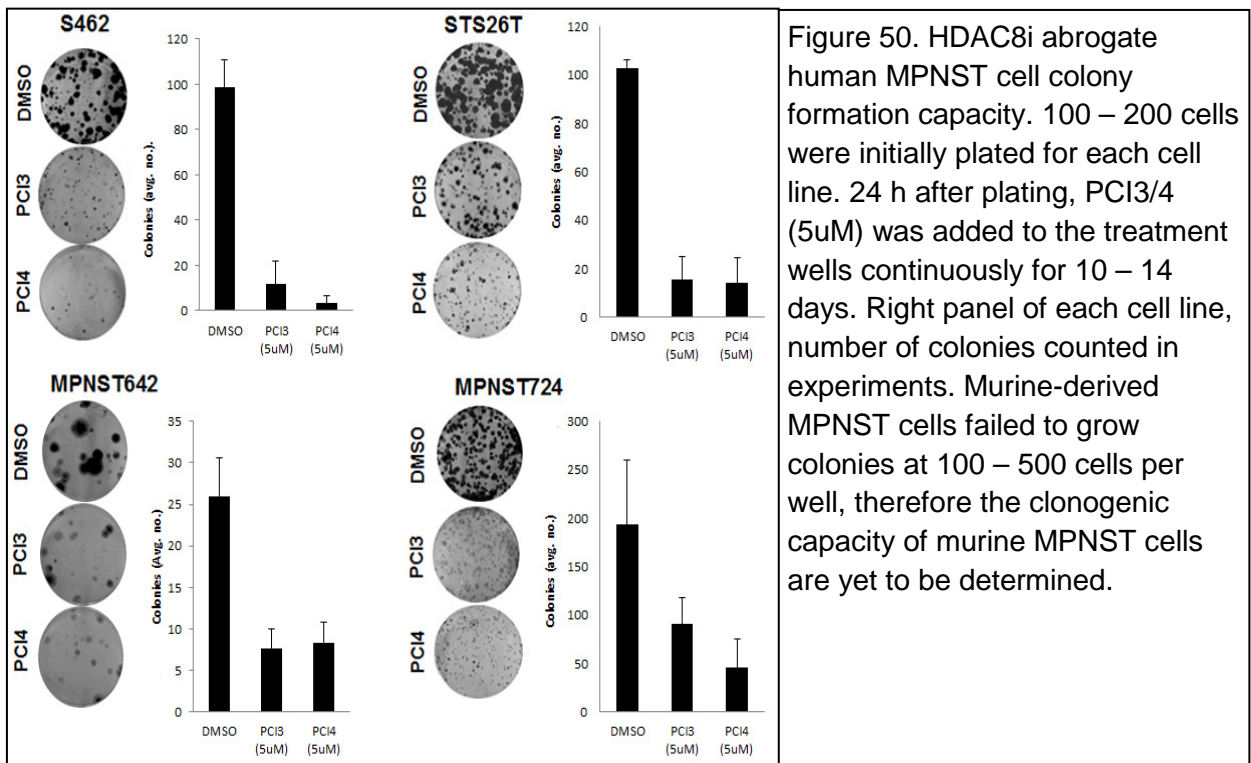 S462
DMSO
PCI3
PCI4
Colonies (avg. no.).
120
100
80
60
40
20
0
DMSO
PCI3
(5uM)
PCI4
(5uM)
STS26T
DMSO
PCI3
PCI4
Colonies (avg. no.)
120
100
80
60
40
20
0
DMSO
PCI3
(5uM)
PCI4
(5uM)
MPNST642
DMSO
PCI3
PCI4
Colonies (Avg. no.)
35
30
25
20
15
10
5
0
DMSO
PCI3
(5uM)
PCI4
(5uM)
MPNST724
DMSO
PCI3
PCI4
Colonies (avg. no.)
300
250
200
150
100
50
0
DMSO
PCI3
(5uM)
PCI4
(5uM)
Figure 50. HDAC8i abrogate
human MPNST cell colony
formation capacity. 100 – 200 cells
were initially plated for each cell
line. 24 h after plating, PCI3/4
(5uM) was added to the treatment
wells continuously for 10 – 14
days. Right panel of each cell line,
number of colonies counted in
experiments. Murine-derived
MPNST cells failed to grow
colonies at 100 – 500 cells per
well, therefore the clonogenic
capacity of murine MPNST cells
are yet to be determined.